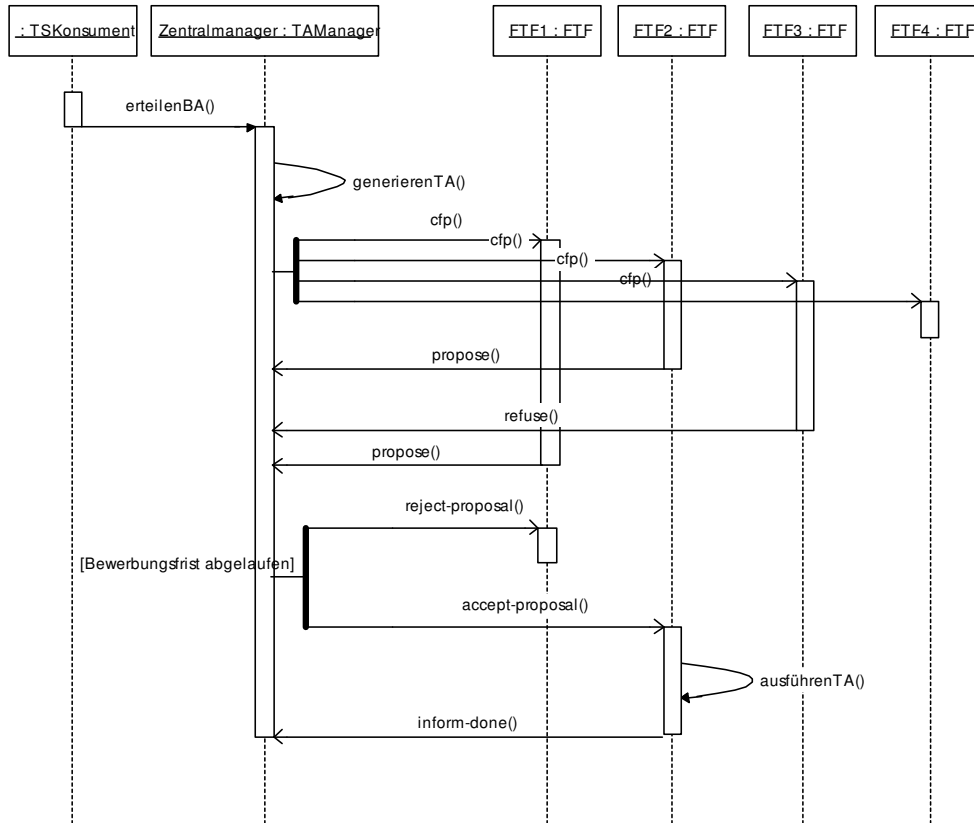 : TSKonsument
Zentralmanager : TAManager
FTF1 : FTF
FTF2 : FTF
FTF3 : FTF
FTF4 : FTF
erteilenBA()
generierenTA()
cfp()
cfp()
cfp()
cfp()
propose()
refuse()
propose()
reject-proposal()
[Bewerbungsfrist abgelaufen]
accept-proposal()
ausführenTA()
inform-done()